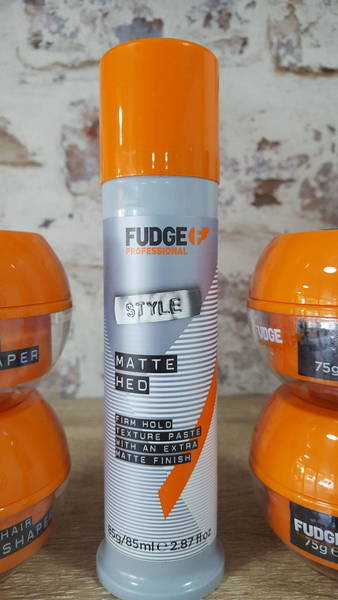 FUDGE
PROFESSIONAL
STYLE
MATTE
HED
FIRM HOLD
TEXTURE PASTE
WITH AN EXTRA
MATTE FINISH
85g/85ml ℮ 2.87 fl oz
APER
HAIR
SHAPER
FUDGE
75g
FUDGE
75g